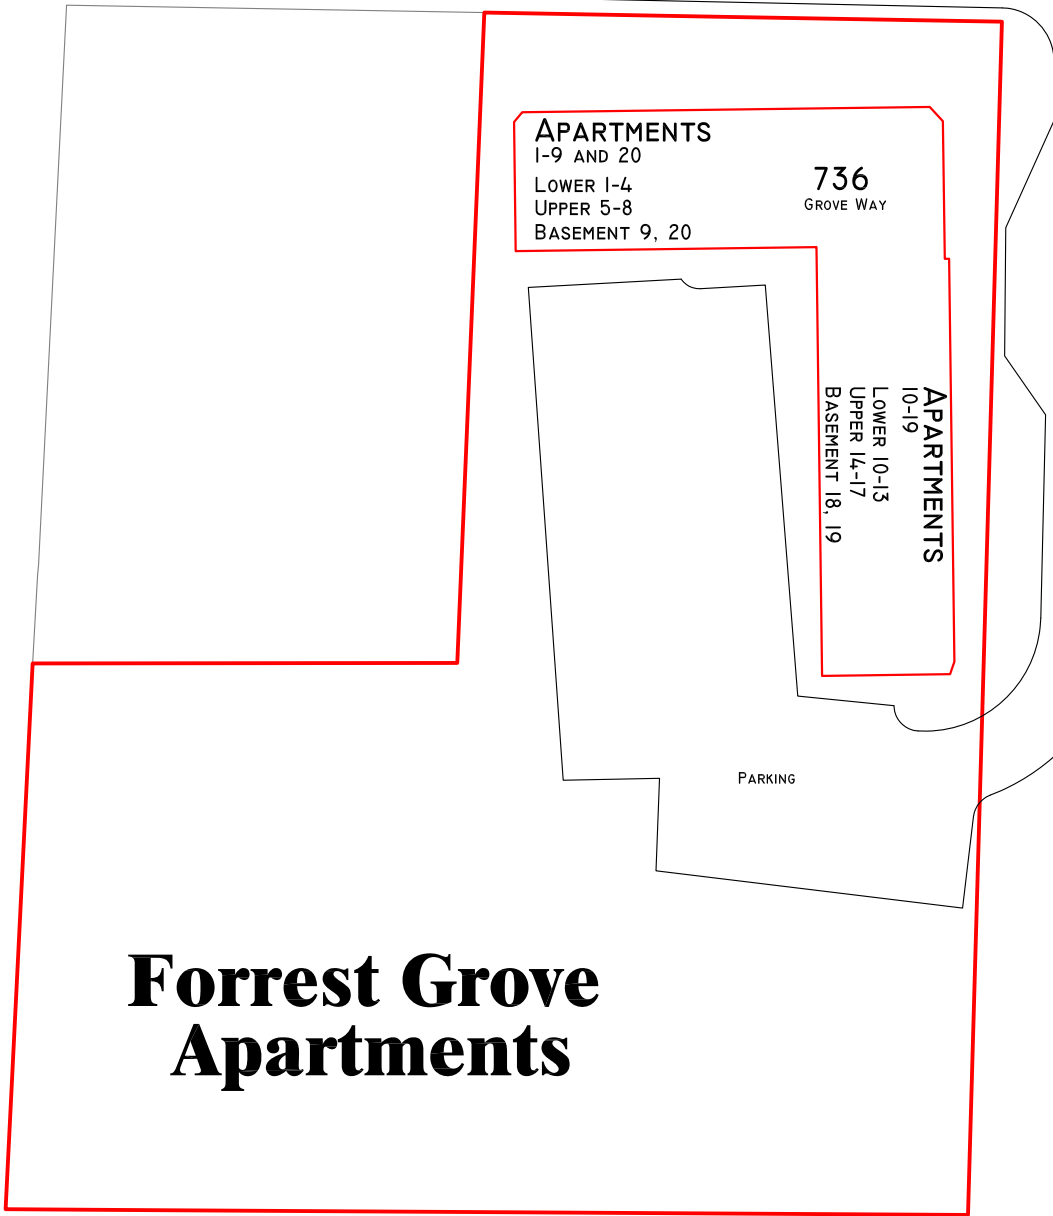 APARTMENTS
1-9 AND 20
LOWER 1-4
UPPER 5-8
BASEMENT 9, 20
736
GROVE WAY
APARTMENTS
10-19
LOWER 10-13
UPPER 14-17
BASEMENT 18, 19
PARKING
Forrest Grove
Apartments